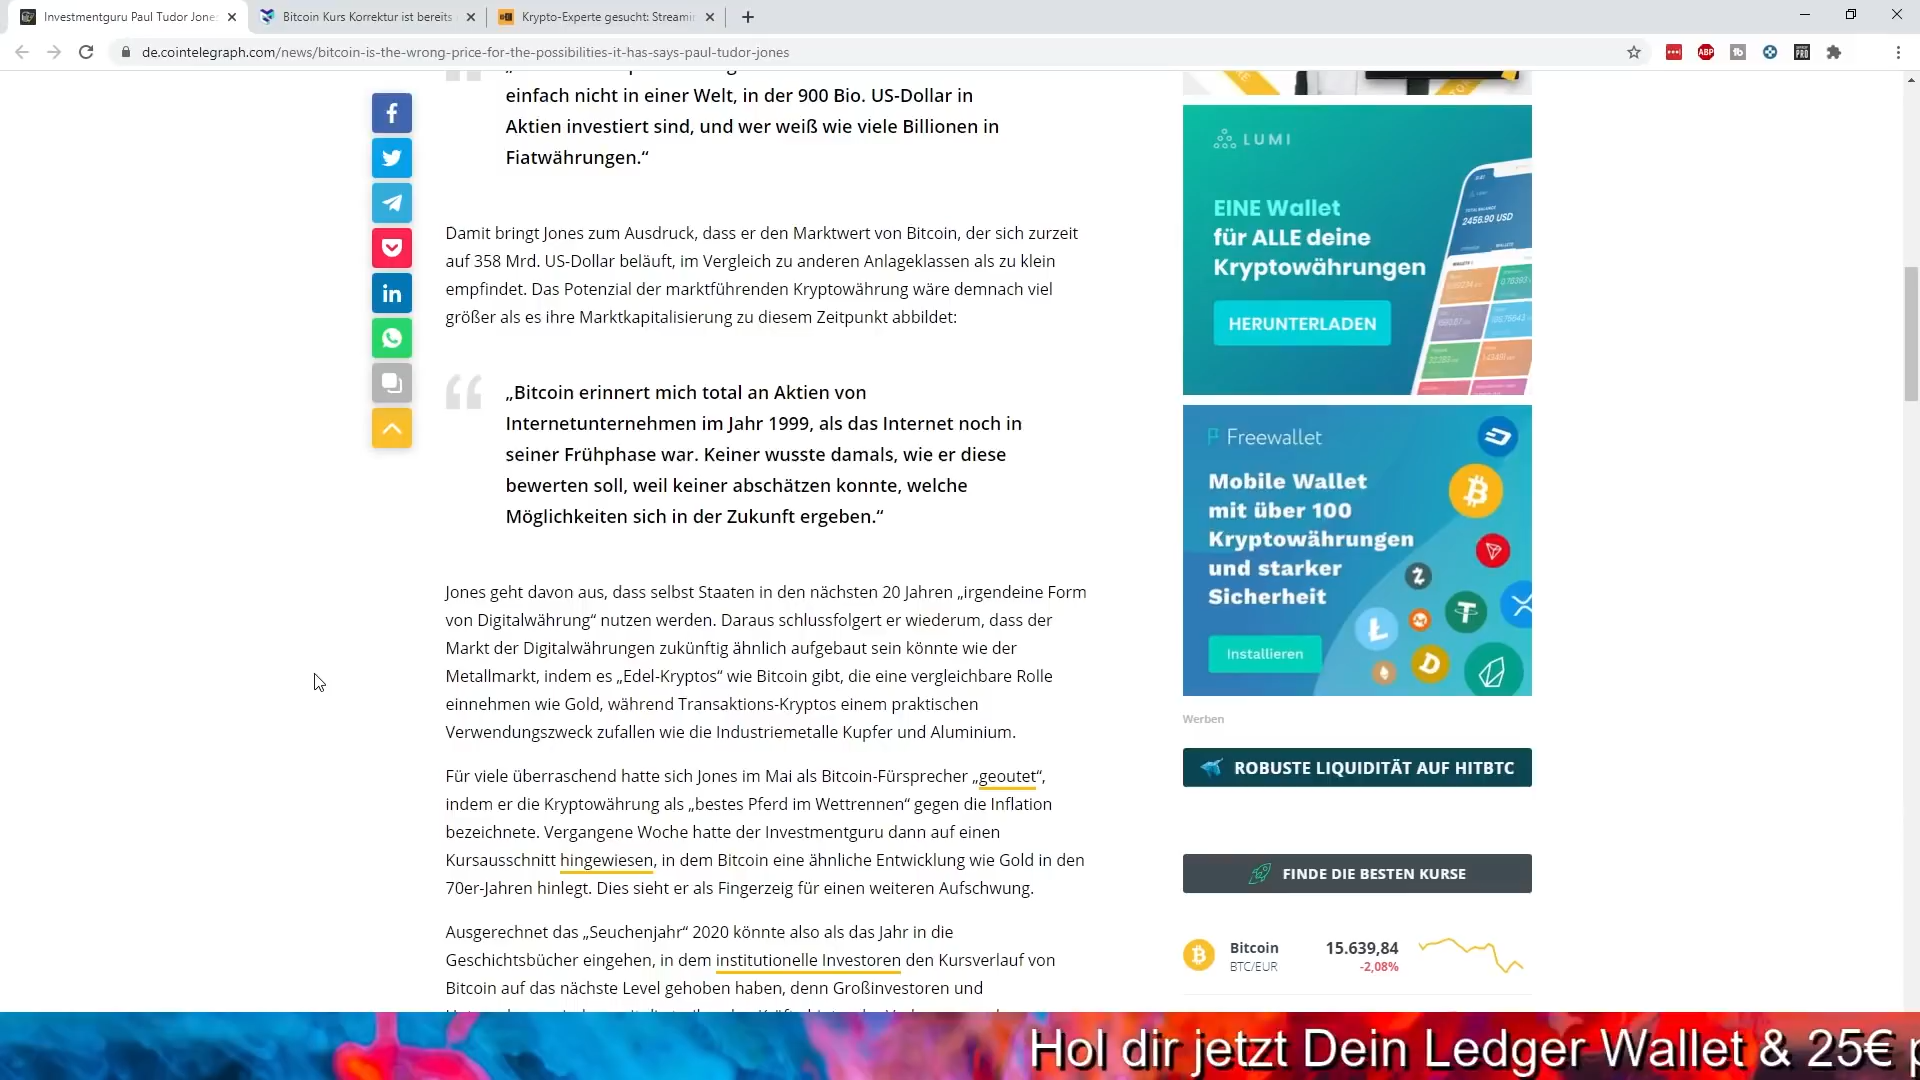 Investmentguru Paul Tudor Jone
Bitcoin Kurs Korrektur ist bereits
Krypto-Experte gesucht: Streami
de.cointelegraph.com/news/bitcoin-is-the-wrong-price-for-the-possibilities-it-has-says-paul-tudor-jones
ABP
PRO
einfach nicht in einer Welt, in der 900 Bio. US-Dollar in
Aktien investiert sind, und wer weiß wie viele Billionen in
Fiatwährungen.“
Damit bringt Jones zum Ausdruck, dass er den Marktwert von Bitcoin, der sich zurzeit
auf 358 Mrd. US-Dollar beläuft, im Vergleich zu anderen Anlageklassen als zu klein
empfindet. Das Potenzial der marktführenden Kryptowährung wäre demnach viel
größer als es ihre Marktkapitalisierung zu diesem Zeitpunkt abbildet:
„Bitcoin erinnert mich total an Aktien von
Internetunternehmen im Jahr 1999, als das Internet noch in
seiner Frühphase war. Keiner wusste damals, wie er diese
bewerten soll, weil keiner abschätzen konnte, welche
Möglichkeiten sich in der Zukunft ergeben.“
Jones geht davon aus, dass selbst Staaten in den nächsten 20 Jahren „irgendeine Form
von Digitalwährung“ nutzen werden. Daraus schlussfolgert er wiederum, dass der
Markt der Digitalwährungen zukünftig ähnlich aufgebaut sein könnte wie der
Metallmarkt, indem es „Edel-Kryptos“ wie Bitcoin gibt, die eine vergleichbare Rolle
einnehmen wie Gold, während Transaktions-Kryptos einem praktischen
Verwendungszweck zufallen wie die Industriemetalle Kupfer und Aluminium.
Für viele überraschend hatte sich Jones im Mai als Bitcoin-Fürsprecher „geoutet“,
indem er die Kryptowährung als „bestes Pferd im Wettrennen“ gegen die Inflation
bezeichnete. Vergangene Woche hatte der Investmentguru dann auf einen
Kursausschnitt hingewiesen, in dem Bitcoin eine ähnliche Entwicklung wie Gold in den
70er-Jahren hinlegt. Dies sieht er als Fingerzeig für einen weiteren Aufschwung.
Ausgerechnet das „Seuchenjahr“ 2020 könnte also als das Jahr in die
Geschichtsbücher eingehen, in dem institutionelle Investoren den Kursverlauf von
Bitcoin auf das nächste Level gehoben haben, denn Großinvestoren und
LUMI
EINE Wallet
für ALLE deine
Kryptowährungen
HERUNTERLADEN
2456.90 USD
Freewallet
Mobile Wallet
mit über 100
Kryptowährungen
und starker
Sicherheit
Installieren
Werben
ROBUSTE LIQUIDITÄT AUF HITBTC
FINDE DIE BESTEN KURSE
Bitcoin
BTC/EUR
15.639,84
-2,08%
Hol dir jetzt Dein Ledger Wallet & 25€ p